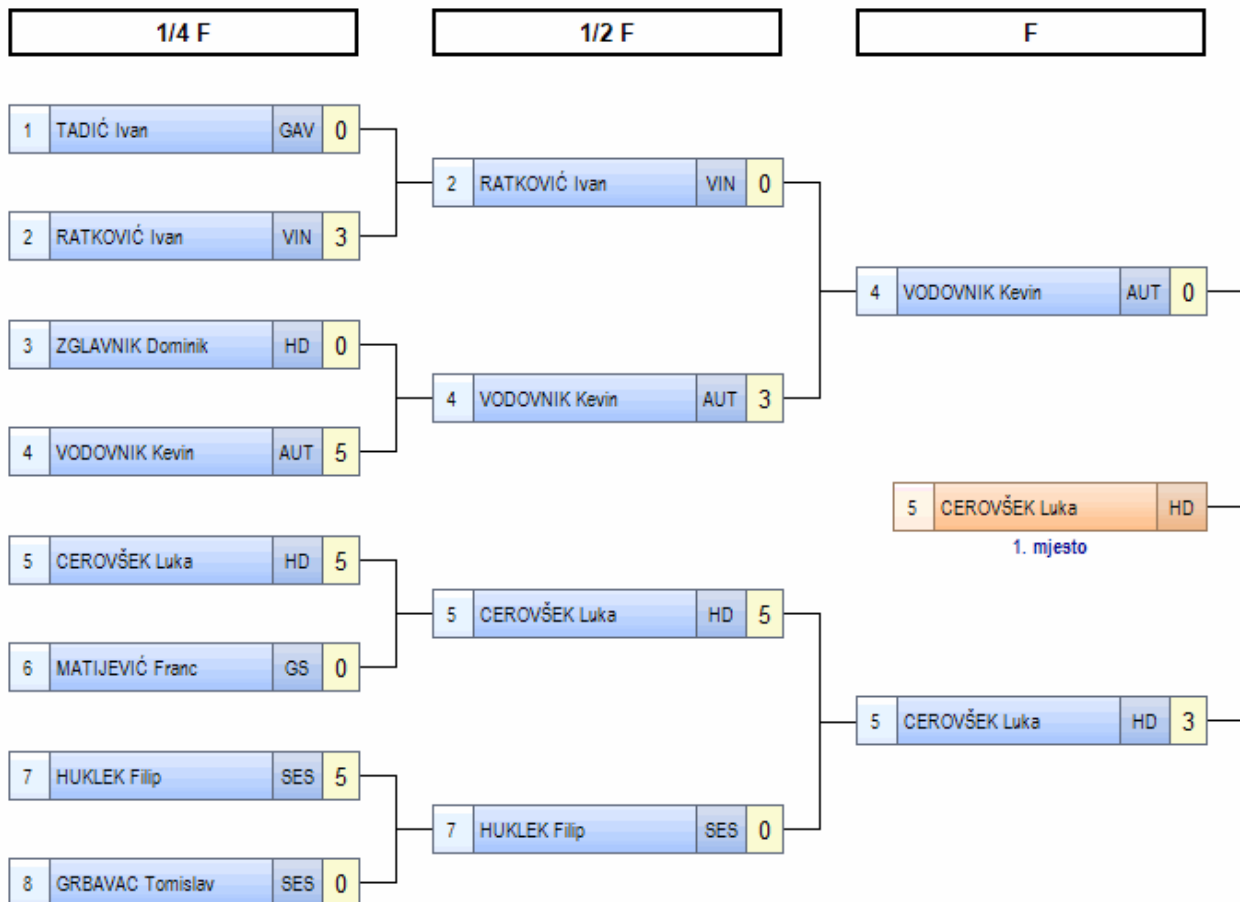 1/4 F 1/2 F F
1 TADIĆ Ivan GAV 0
2 RATKOVIĆ Ivan VIN 0
2 RATKOVIĆ Ivan VIN 3
4 VODOVNIK Kevin AUT 0
3 ZGLAVNIK Dominik HD 0
4 VODOVNIK Kevin AUT 3
4 VODOVNIK Kevin AUT 5
5 CEROVŠEK Luka HD
1. mjesto
5 CEROVŠEK Luka HD 5
5 CEROVŠEK Luka HD 5
6 MATIJEVIĆ Franc GS 0
5 CEROVŠEK Luka HD 3
7 HUKLEK Filip SES 5
7 HUKLEK Filip SES 0
8 GRBAVAC Tomislav SES 0